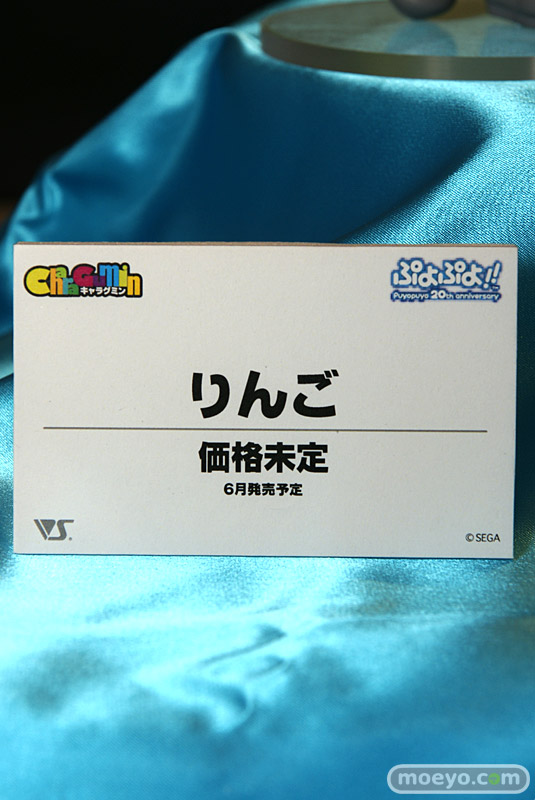 CharaGumin
キャラグミン
ぷよぷよ!!
Puyopuyo 20th anniversary
りんご
価格未定
6月発売予定
VS.
© SEGA
moeyo.com